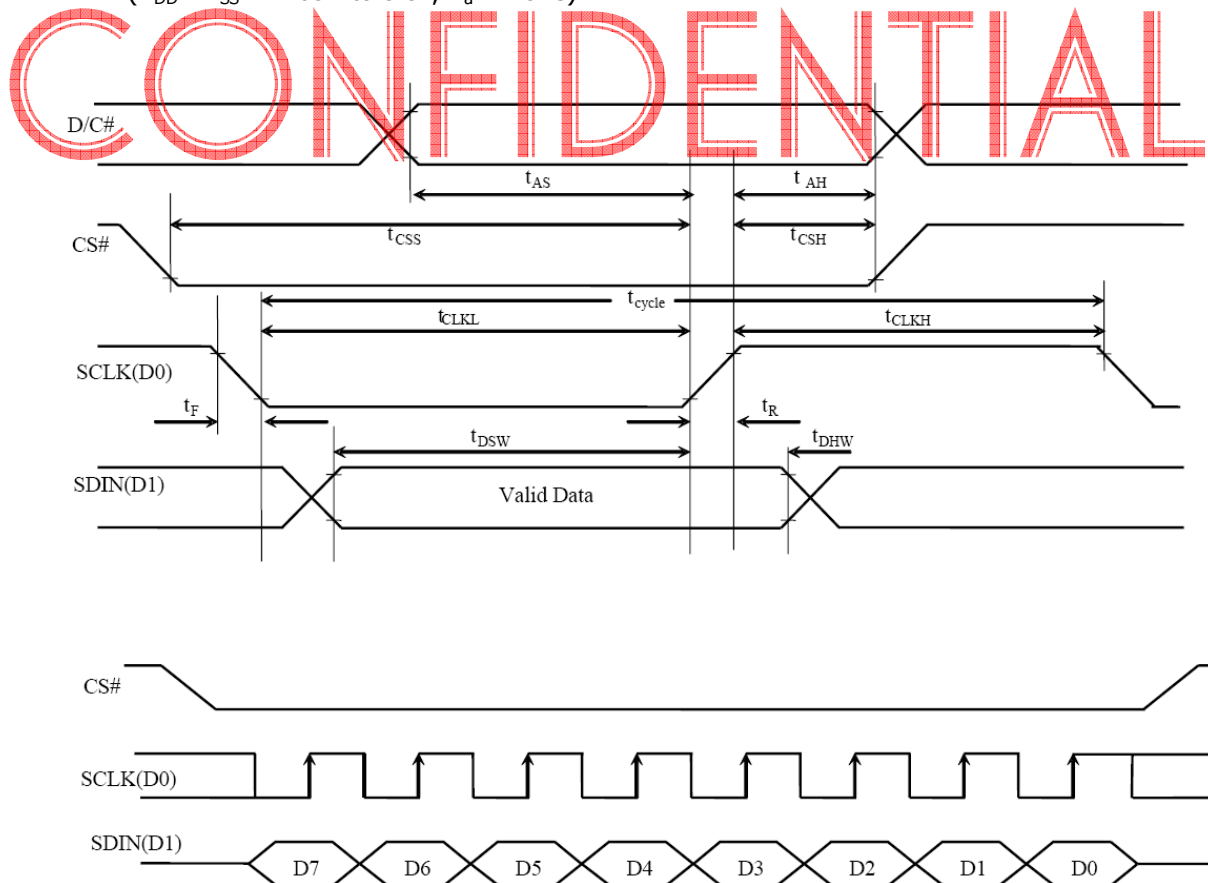 CONFIDENTIAL
D/C#
tAS
t AH
CS#
tCSS
tCSH
tcycle
tCLKL
tCLKH
SCLK(D0)
tF
tR
tDSW
tDHW
SDIN(D1)
Valid Data
CS#
SCLK(D0)
SDIN(D1)
D7 D6 D5 D4 D3 D2 D1 D0